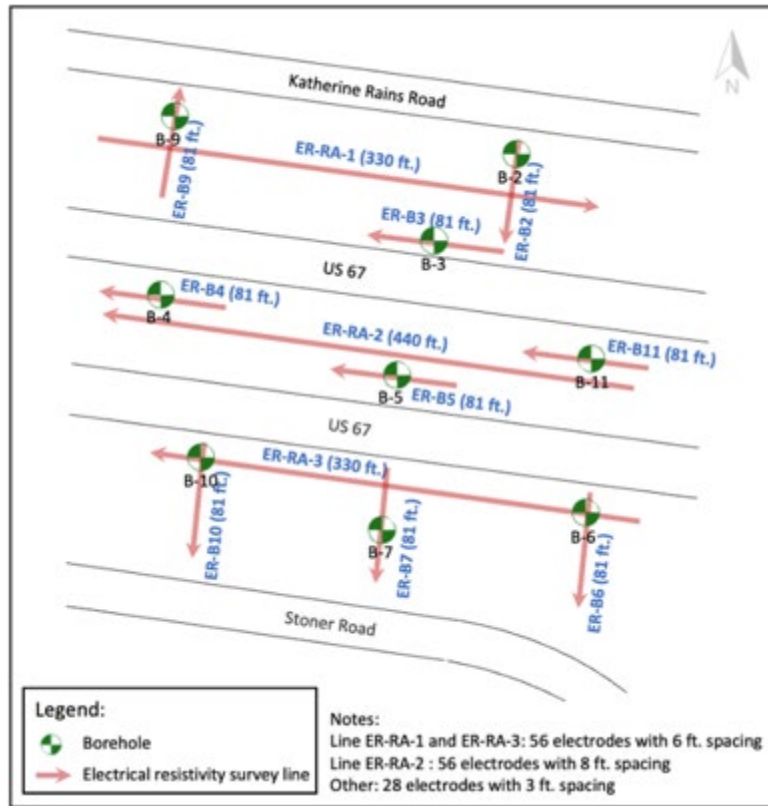 N
Katherine Rains Road
B-9
ER-RA-1 (330 ft.)
B-2
ER-B9 (81 ft.)
ER-B3 (81 ft.)
ER-B2 (81 ft.)
B-3
US 67
ER-B4 (81 ft.)
B-4
ER-RA-2 (440 ft.)
ER-B11 (81 ft.)
B-11
B-5
ER-B5 (81 ft.)
US 67
ER-RA-3 (330 ft.)
B-10
ER-B10 (81 ft.)
B-7
ER-B7 (81 ft.)
B-6
ER-B6 (81 ft.)
Stoner Road
Legend:
Borehole
Electrical resistivity survey line
Notes:
Line ER-RA-1 and ER-RA-3: 56 electrodes with 6 ft. spacing
Line ER-RA-2 : 56 electrodes with 8 ft. spacing
Other: 28 electrodes with 3 ft. spacing